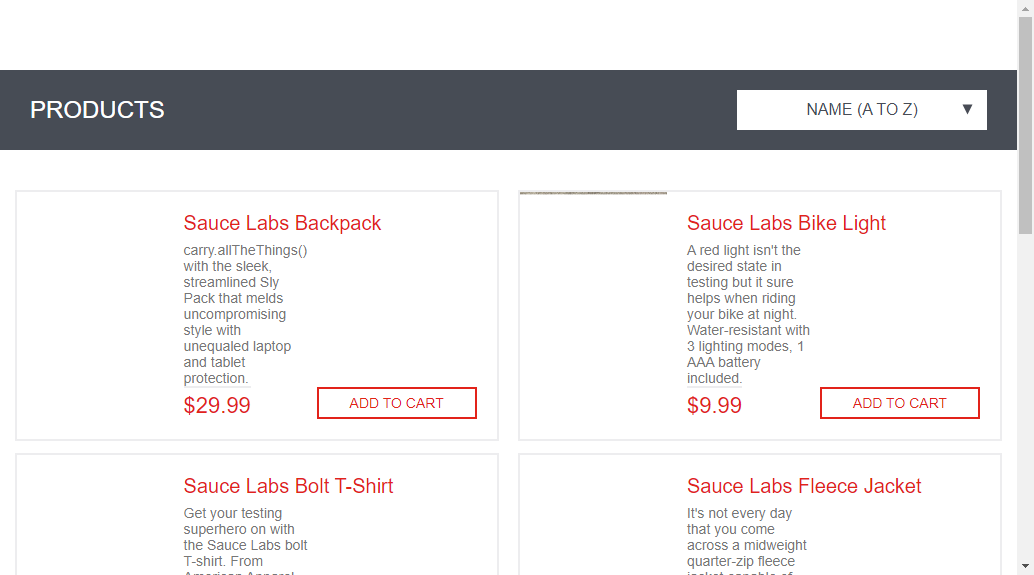 PRODUCTS
NAME (A TO Z)
Sauce Labs Backpack
carry.allTheThings()
with the sleek,
streamlined Sly
Pack that melds
uncompromising
style with
unequaled laptop
and tablet
protection.
$29.99
ADD TO CART
Sauce Labs Bike Light
A red light isn't the
desired state in
testing but it sure
helps when riding
your bike at night.
Water-resistant with
3 lighting modes, 1
AAA battery
included.
$9.99
ADD TO CART
Sauce Labs Bolt T-Shirt
Get your testing
superhero on with
the Sauce Labs bolt
T-shirt. From
American Apparel,
Sauce Labs Fleece Jacket
It's not every day
that you come
across a midweight
quarter-zip fleece
jacket capable of